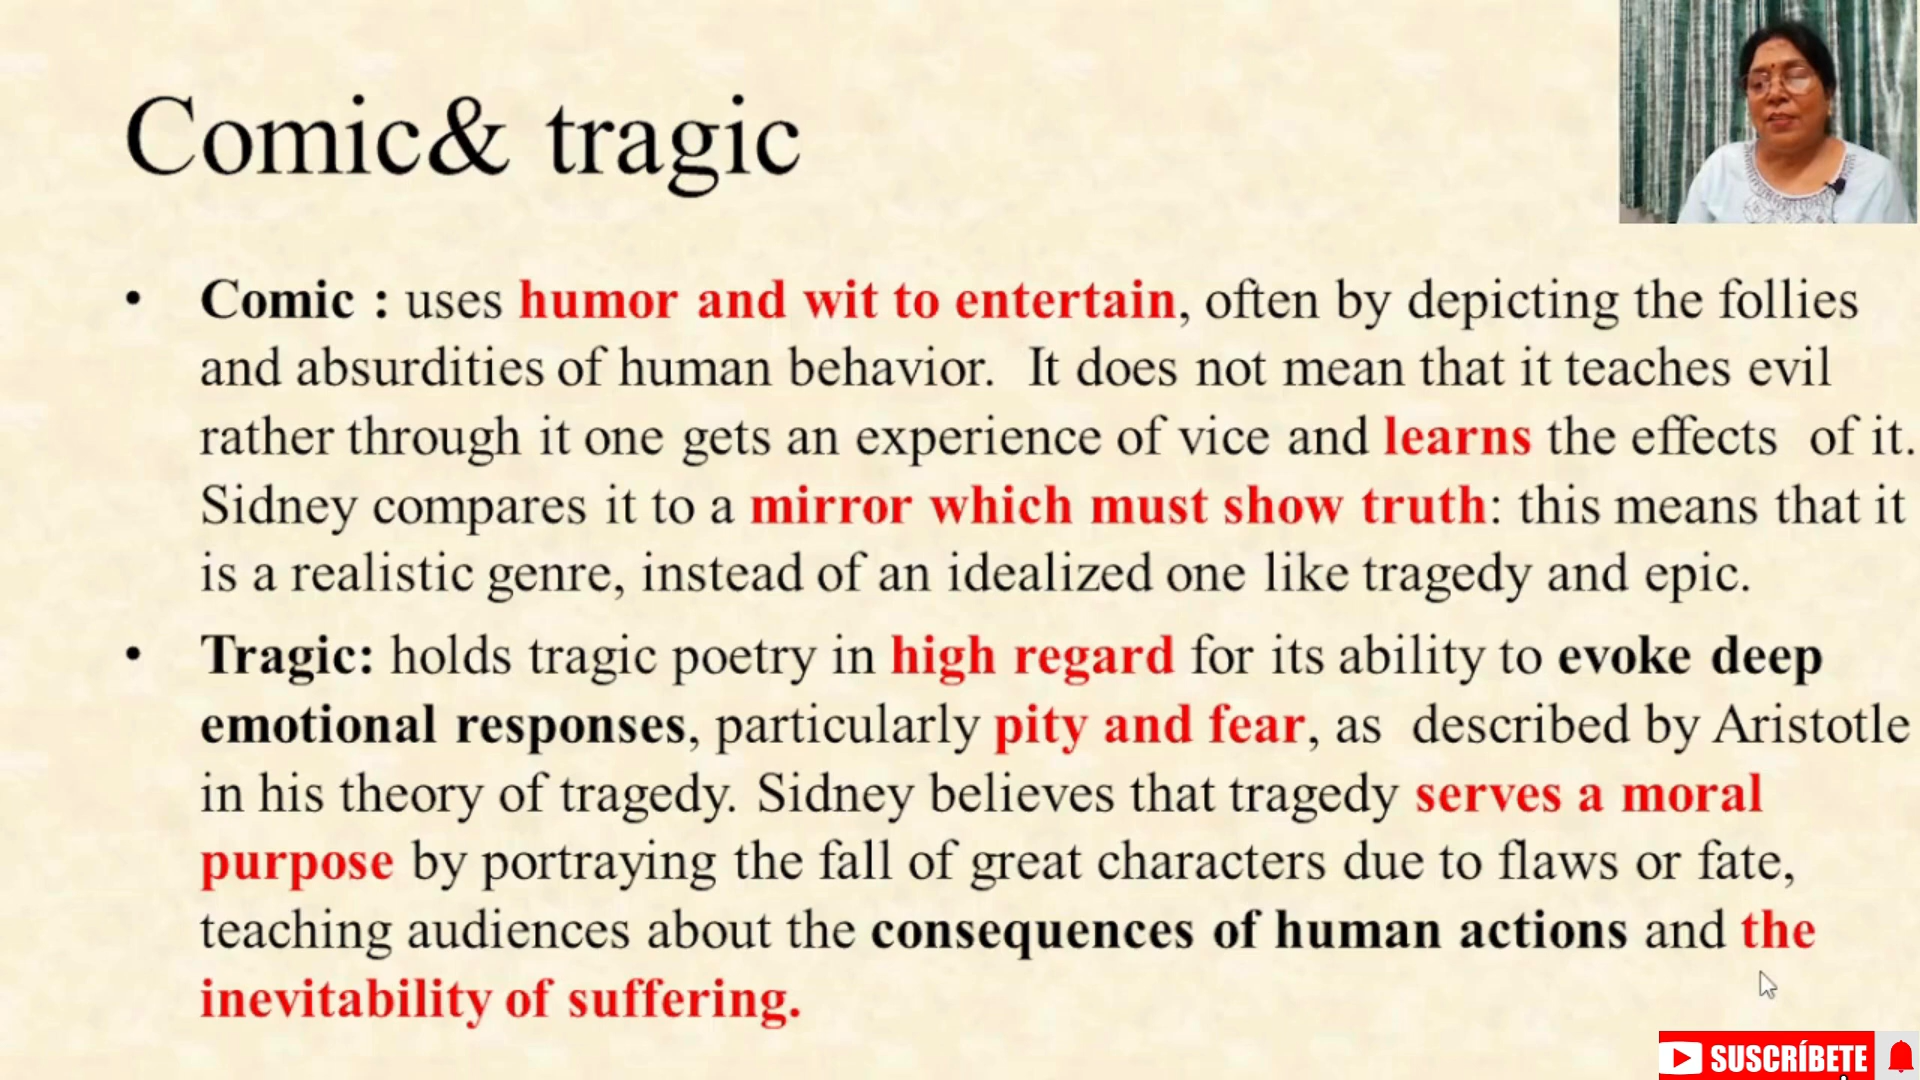 Comic& tragic
• Comic : uses humor and wit to entertain, often by depicting the follies
and absurdities of human behavior. It does not mean that it teaches evil
rather through it one gets an experience of vice and learns the effects of it.
Sidney compares it to a mirror which must show truth: this means that it
is a realistic genre, instead of an idealized one like tragedy and epic.
• Tragic: holds tragic poetry in high regard for its ability to evoke deep
emotional responses, particularly pity and fear, as described by Aristotle
in his theory of tragedy. Sidney believes that tragedy serves a moral
purpose by portraying the fall of great characters due to flaws or fate,
teaching audiences about the consequences of human actions and the
inevitability of suffering.
SUSCRÍBETE